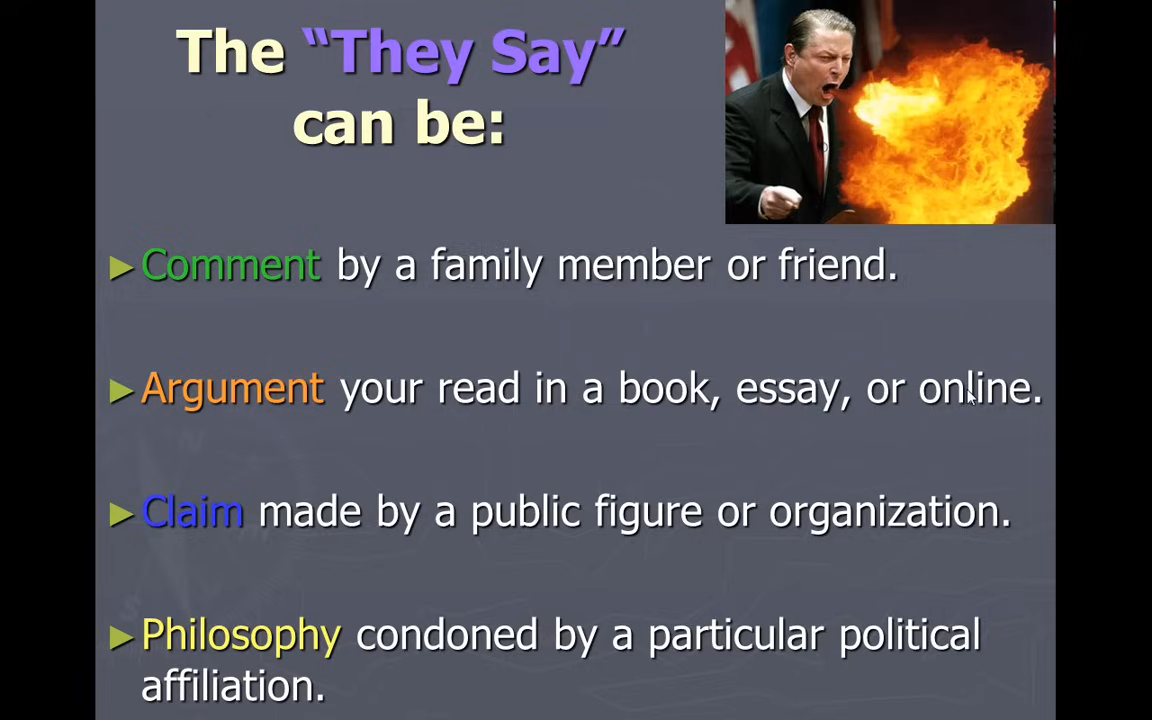 The “They Say”
can be:
►Comment by a family member or friend.
►Argument your read in a book, essay, or online.
►Claim made by a public figure or organization.
►Philosophy condoned by a particular political
affiliation.